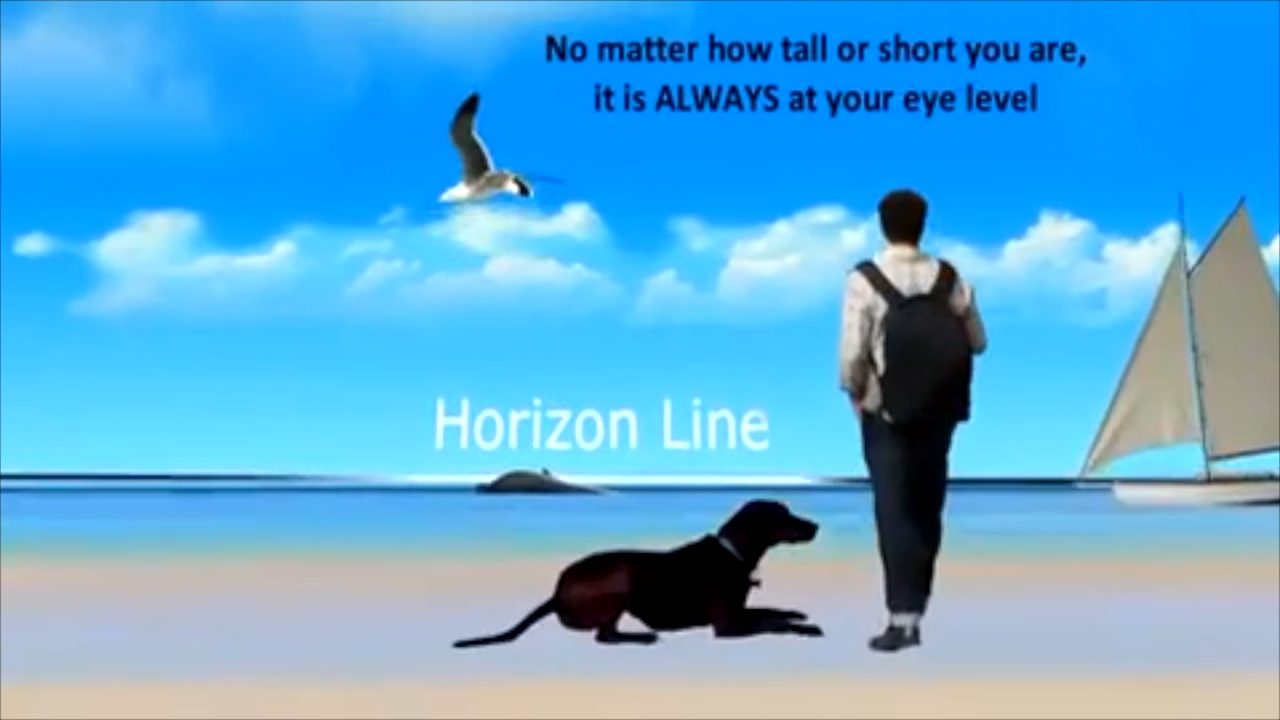 No matter how tall or short you are,
it is ALWAYS at your eye level
Horizon Line